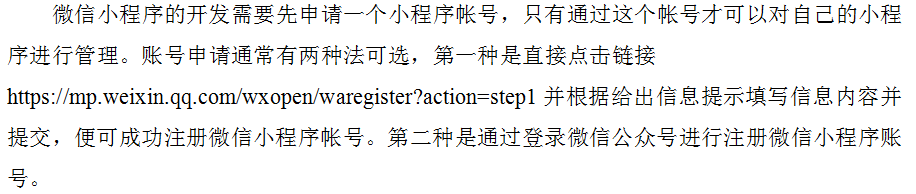 微信小程序的开发需要先申请一个小程序帐号，只有通过这个帐号才可以对自己的小程
序进行管理。账号申请通常有两种法可选，第一种是直接点击链接
https://mp.weixin.qq.com/wxopen/waregister?action=step1 并根据给出信息提示填写信息内容并
提交，便可成功注册微信小程序帐号。第二种是通过登录微信公众号进行注册微信小程序账
号。